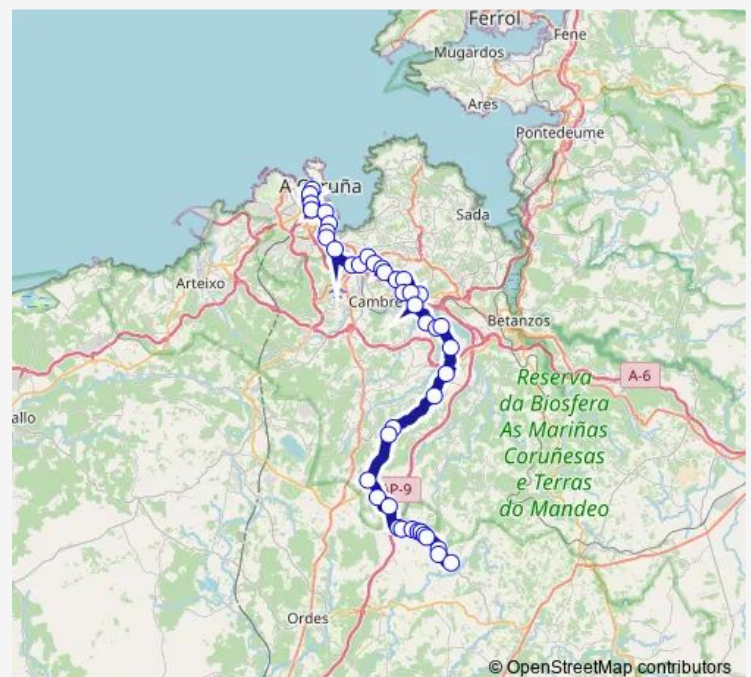 Ferrol
Fene
Mugardos
Ares
Pontedeume
A Coruña
Sada
Arteixo
Cambre
Betanzos
A-6
Reserva
da Biosfera
As Mariñas
Coruñesas
e Terras
do Mandeo
allo
AP-9
Ordes
© OpenStreetMap contributors